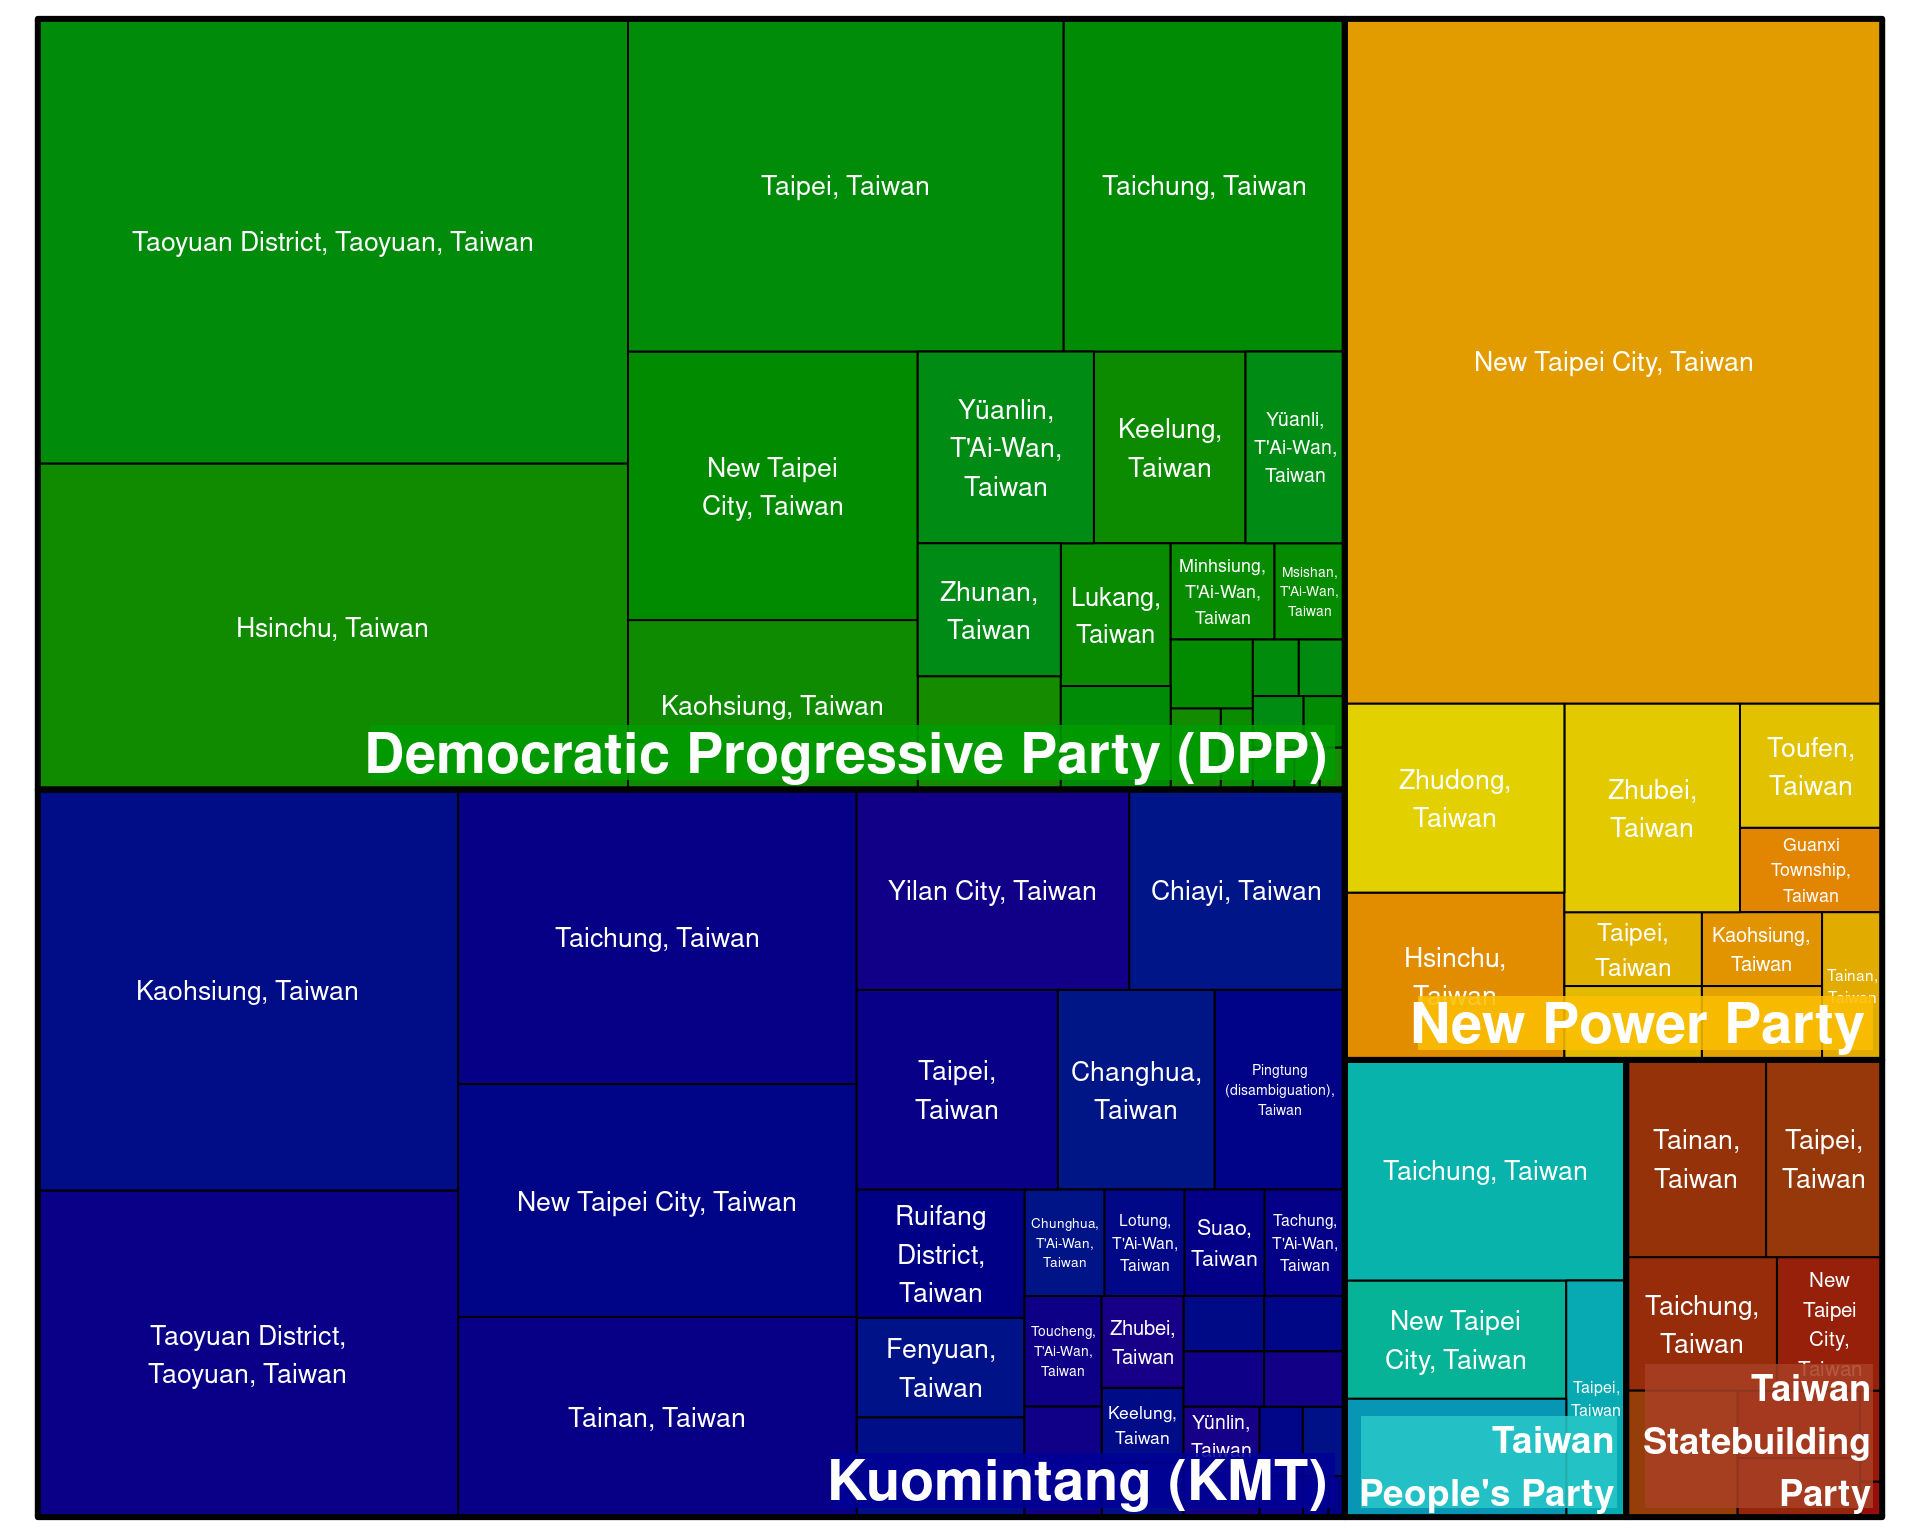 Taoyuan District, Taoyuan, Taiwan
Taipei, Taiwan
Taichung, Taiwan
New Taipei
City, Taiwan
Yüanlin,
T'Ai-Wan,
Taiwan
Keelung,
Taiwan
Yüanli,
T'Ai-Wan,
Taiwan
Hsinchu, Taiwan
Kaohsiung, Taiwan
Zhunan,
Taiwan
Lukang,
Taiwan
Minhsiung,
T'Ai-Wan,
Taiwan
Msishan,
T'Ai-Wan,
Taiwan
Democratic Progressive Party (DPP)
New Taipei City, Taiwan
Zhudong,
Taiwan
Zhubei,
Taiwan
Toufen,
Taiwan
Guanxi
Township,
Taiwan
Hsinchu,
Taiwan
Taipei,
Taiwan
Kaohsiung,
Taiwan
Tainan,
Taiwan
New Power Party
Kaohsiung, Taiwan
Taichung, Taiwan
Yilan City, Taiwan
Chiayi, Taiwan
Taipei,
Taiwan
Changhua,
Taiwan
Pingtung
(disambiguation),
Taiwan
Taoyuan District,
Taoyuan, Taiwan
New Taipei City, Taiwan
Tainan, Taiwan
Ruifang
District,
Taiwan
Chunghua,
T'Ai-Wan,
Taiwan
Lotung,
T'Ai-Wan,
Taiwan
Suao,
Taiwan
Tachung,
T'Ai-Wan,
Taiwan
Fenyuan,
Taiwan
Toucheng,
T'Ai-Wan,
Taiwan
Zhubei,
Taiwan
Keelung,
Taiwan
Yünlin,
Taiwan
Kuomintang (KMT)
Taichung, Taiwan
New Taipei
City, Taiwan
Taipei,
Taiwan
Taiwan
People's Party
Tainan,
Taiwan
Taipei,
Taiwan
Taichung,
Taiwan
New
Taipei
City,
Taiwan
Taiwan
Statebuilding
Party